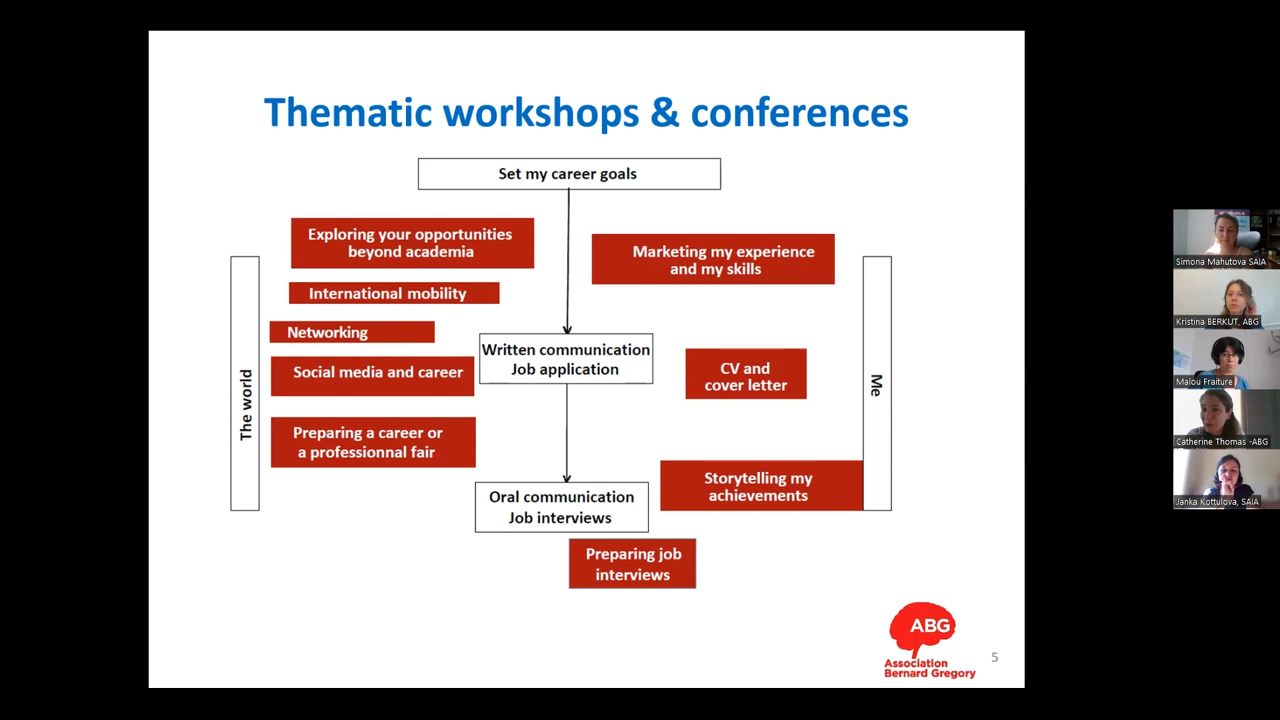 Thematic workshops & conferences
Set my career goals
Exploring your opportunities
beyond academia
Marketing my experience
and my skills
International mobility
Networking
Social media and career
Preparing a career or
a professionnal fair
The world
Written communication
Job application
CV and
cover letter
Me
Storytelling my
achievements
Oral communication
Job interviews
Preparing job
interviews
ABG
Association
Bernard Gregory
5
Simona Mahutova SAIA
Kristina BERKUT, ABG
Malou Fraiture
Catherine Thomas -ABG
Janka Kottulova, SAIA